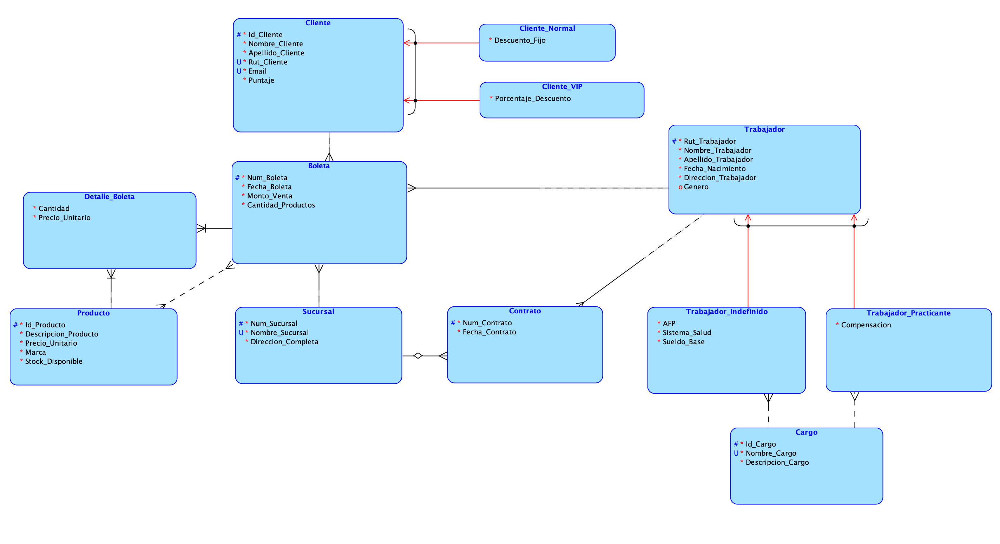 Cliente
# * Id_Cliente
* Nombre_Cliente
* Apellido_Cliente
U * Rut_Cliente
U * Email
* Puntaje
Cliente_Normal
* Descuento_Fijo
Cliente_VIP
* Porcentaje_Descuento
Trabajador
# * Rut_Trabajador
* Nombre_Trabajador
* Apellido_Trabajador
* Fecha_Nacimiento
* Direccion_Trabajador
o Genero
Boleta
# * Num_Boleta
* Fecha_Boleta
* Monto_Venta
* Cantidad_Productos
Detalle_Boleta
* Cantidad
* Precio_Unitario
Producto
# * Id_Producto
* Descripcion_Producto
* Precio_Unitario
* Marca
* Stock_Disponible
Sucursal
# * Num_Sucursal
U * Nombre_Sucursal
* Direccion_Completa
Contrato
# * Num_Contrato
* Fecha_Contrato
Trabajador_Indefinido
* AFP
* Sistema_Salud
* Sueldo_Base
Trabajador_Practicante
* Compensacion
Cargo
# * Id_Cargo
U * Nombre_Cargo
* Descripcion_Cargo